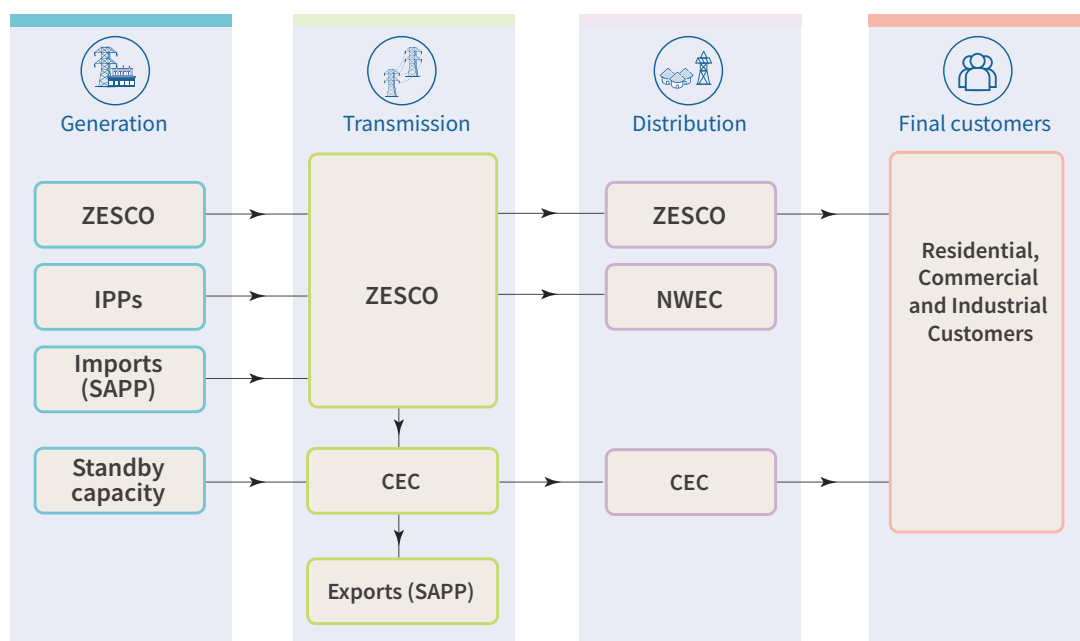 Generation
Transmission
Distribution
Final customers
ZESCO
IPPs
Imports
(SAPP)
Standby
capacity
ZESCO
CEC
Exports (SAPP)
ZESCO
NWEC
CEC
Residential,
Commercial
and Industrial
Customers